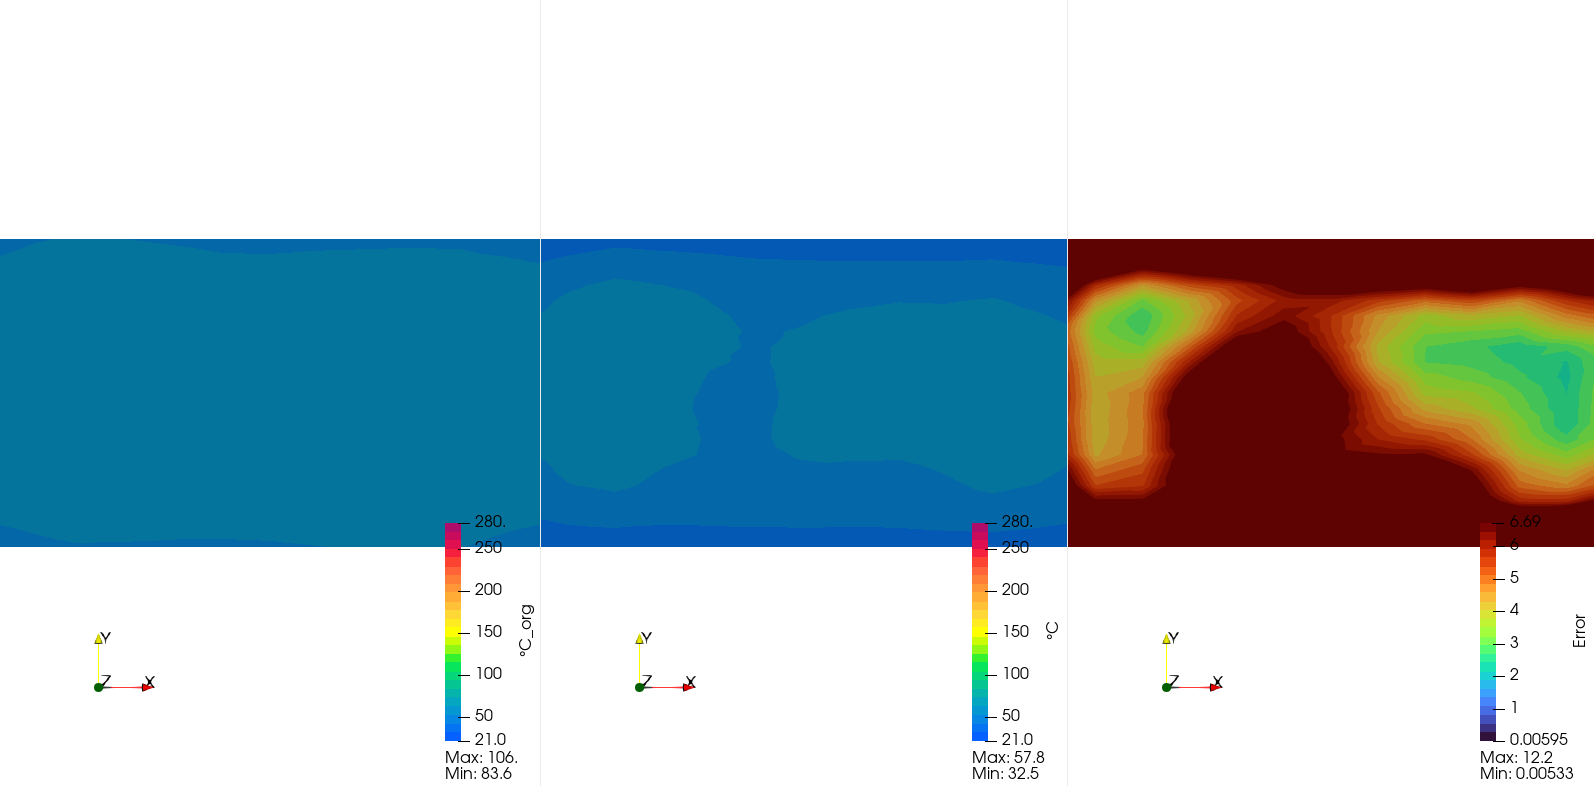 280.
250
200
150
100
50
21.0
°C_org
Max: 106.
Min: 83.6
Y
Z
X
280.
250
200
150
100
50
21.0
°C
Max: 57.8
Min: 32.5
Y
Z
X
6.69
6
5
4
3
2
1
0.00595
Error
Max: 12.2
Min: 0.00533
Y
Z
X